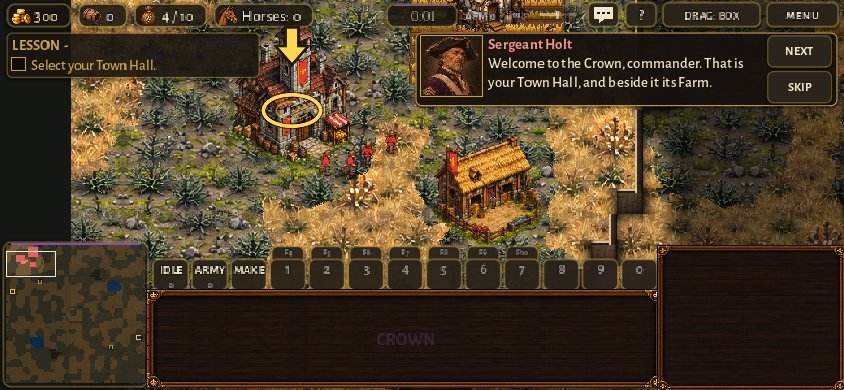 300
0
4/10
Horses: 0
0:01
?
DRAG: BOX
MENU
LESSON -
Select your Town Hall.
Sergeant Holt
Welcome to the Crown, commander. That is
your Town Hall, and beside it its Farm.
NEXT
SKIP
IDLE
0
ARMY
0
MAKE
1
2
3
4
5
6
7
8
9
0
CROWN